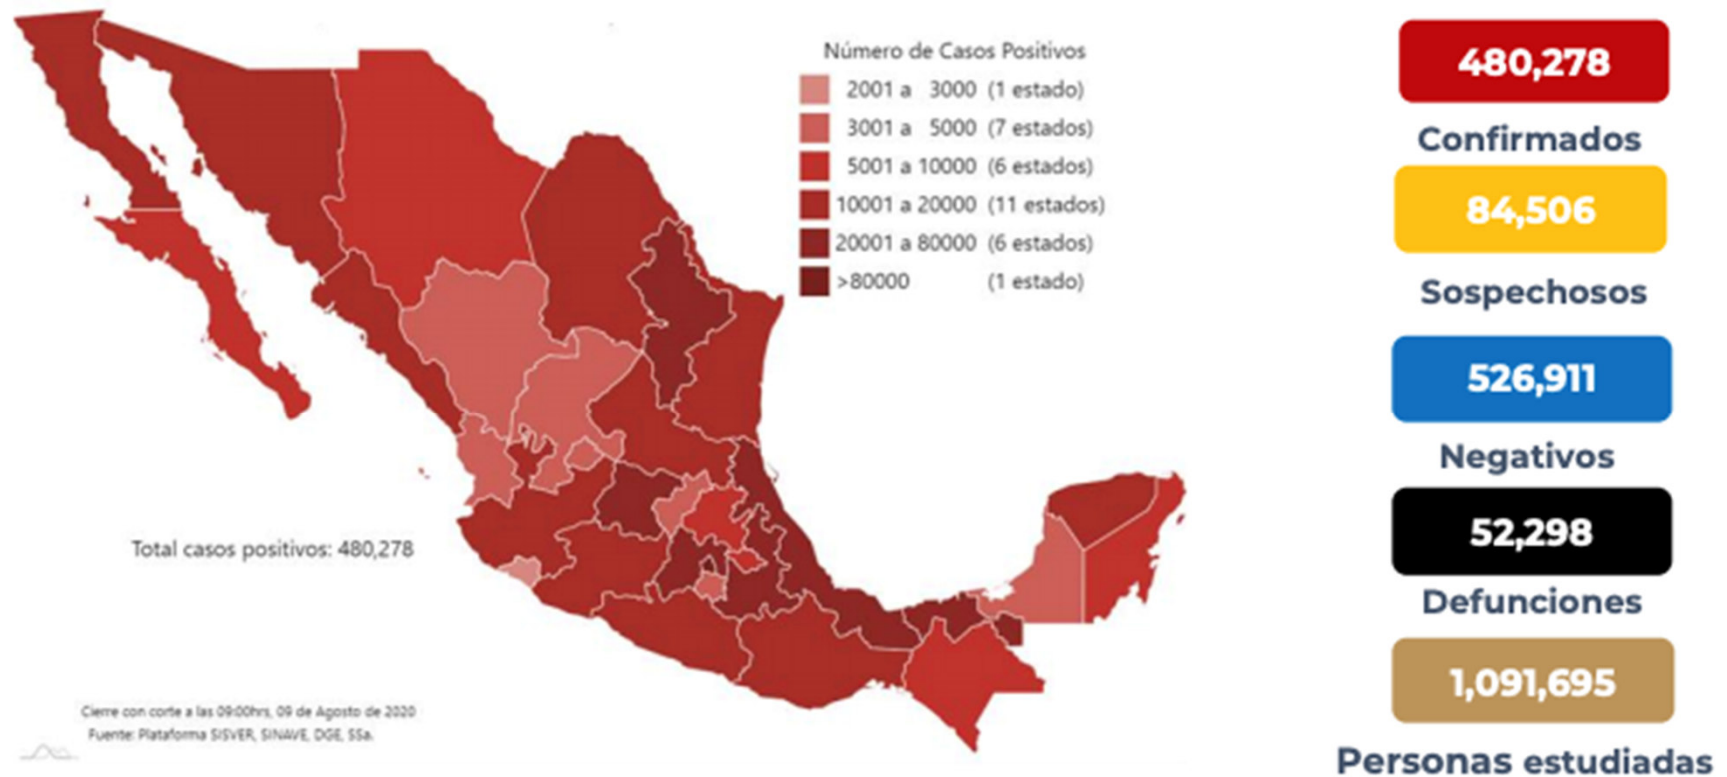 Número de Casos Positivos
2001 a 3000 (1 estado)
3001 a 5000 (7 estados)
5001 a 10000 (6 estados)
10001 a 20000 (11 estados)
20001 a 80000 (6 estados)
>80000 (1 estado)
Total casos positivos: 480,278
Cierre con corte a las 09:00hrs, 09 de Agosto de 2020
Fuente: Plataforma SISVER, SINAVE, DGE, SSa.
480,278
Confirmados
84,506
Sospechosos
526,911
Negativos
52,298
Defunciones
1,091,695
Personas estudiadas